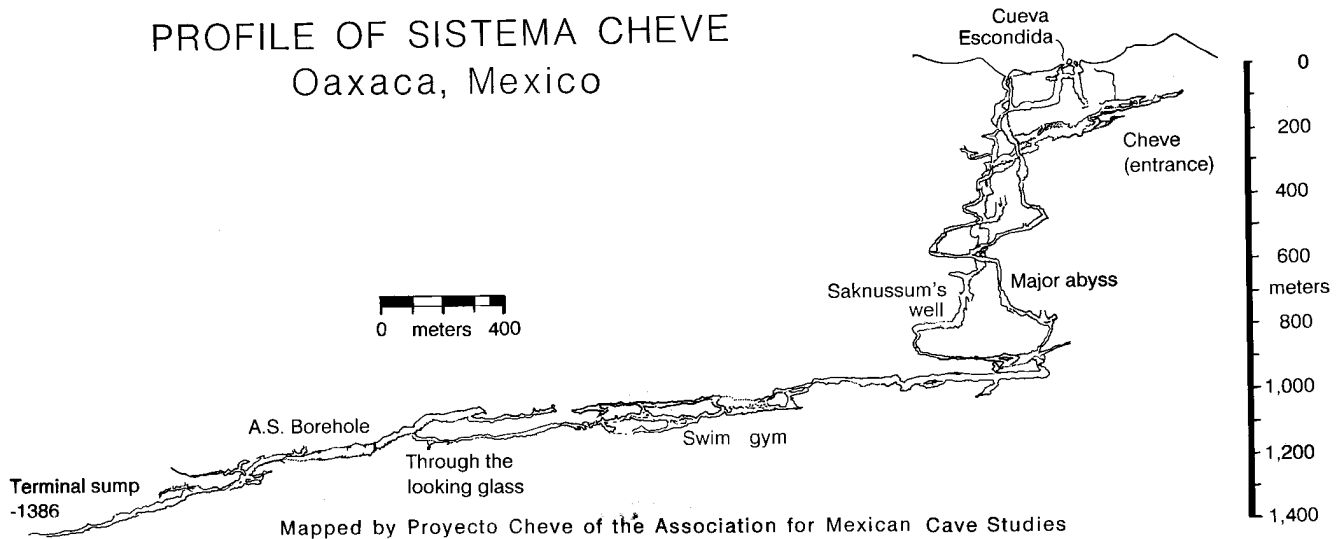 PROFILE OF SISTEMA CHEVE
Oaxaca, Mexico
Cueva
Escondida
0
200
Cheve
(entrance)
400
600
Major abyss
meters
Saknussum's
well
800
0 meters 400
1,000
A.S. Borehole
Swim gym
1,200
Through the
looking glass
Terminal sump
-1386
1,400
Mapped by Proyecto Cheve of the Association for Mexican Cave Studies